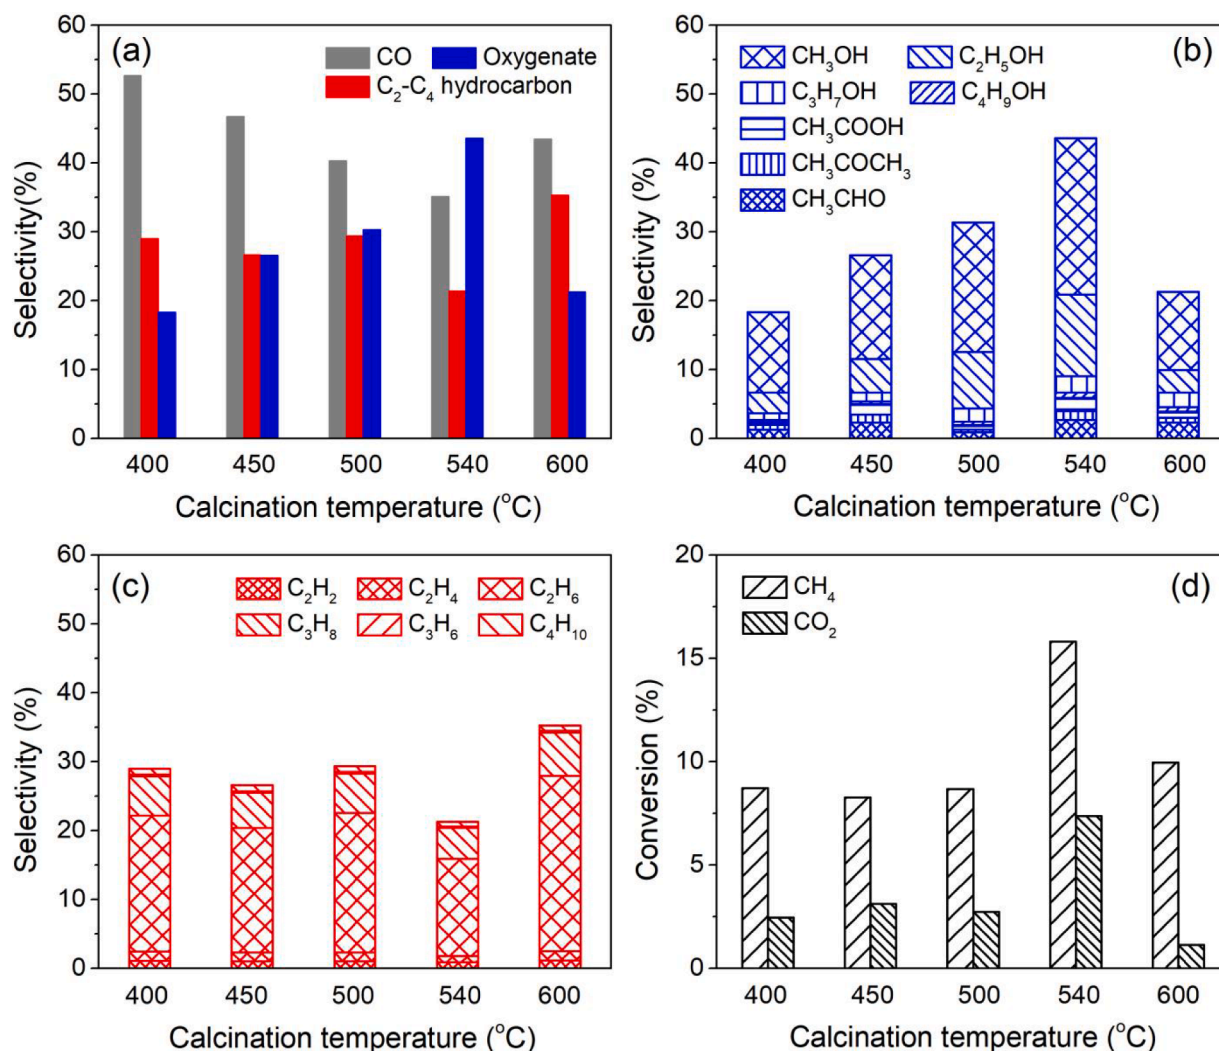 (a)
CO Oxygenate
C₂-C₄ hydrocarbon
Selectivity(%)
60
50
40
30
20
10
0
400 450 500 540 600
Calcination temperature (°C)
(b)
CH₃OH C₂H₅OH
C₃H₇OH C₄H₉OH
CH₃COOH
CH₃COCH₃
CH₃CHO
Selectivity (%)
60
50
40
30
20
10
0
400 450 500 540 600
Calcination temperature (°C)
(c)
C₂H₂ C₂H₄ C₂H₆
C₃H₈ C₃H₆ C₄H₁₀
Selectivity (%)
60
50
40
30
20
10
0
400 450 500 540 600
Calcination temperature (°C)
(d)
CH₄
CO₂
Conversion (%)
20
15
10
5
0
400 450 500 540 600
Calcination temperature (°C)